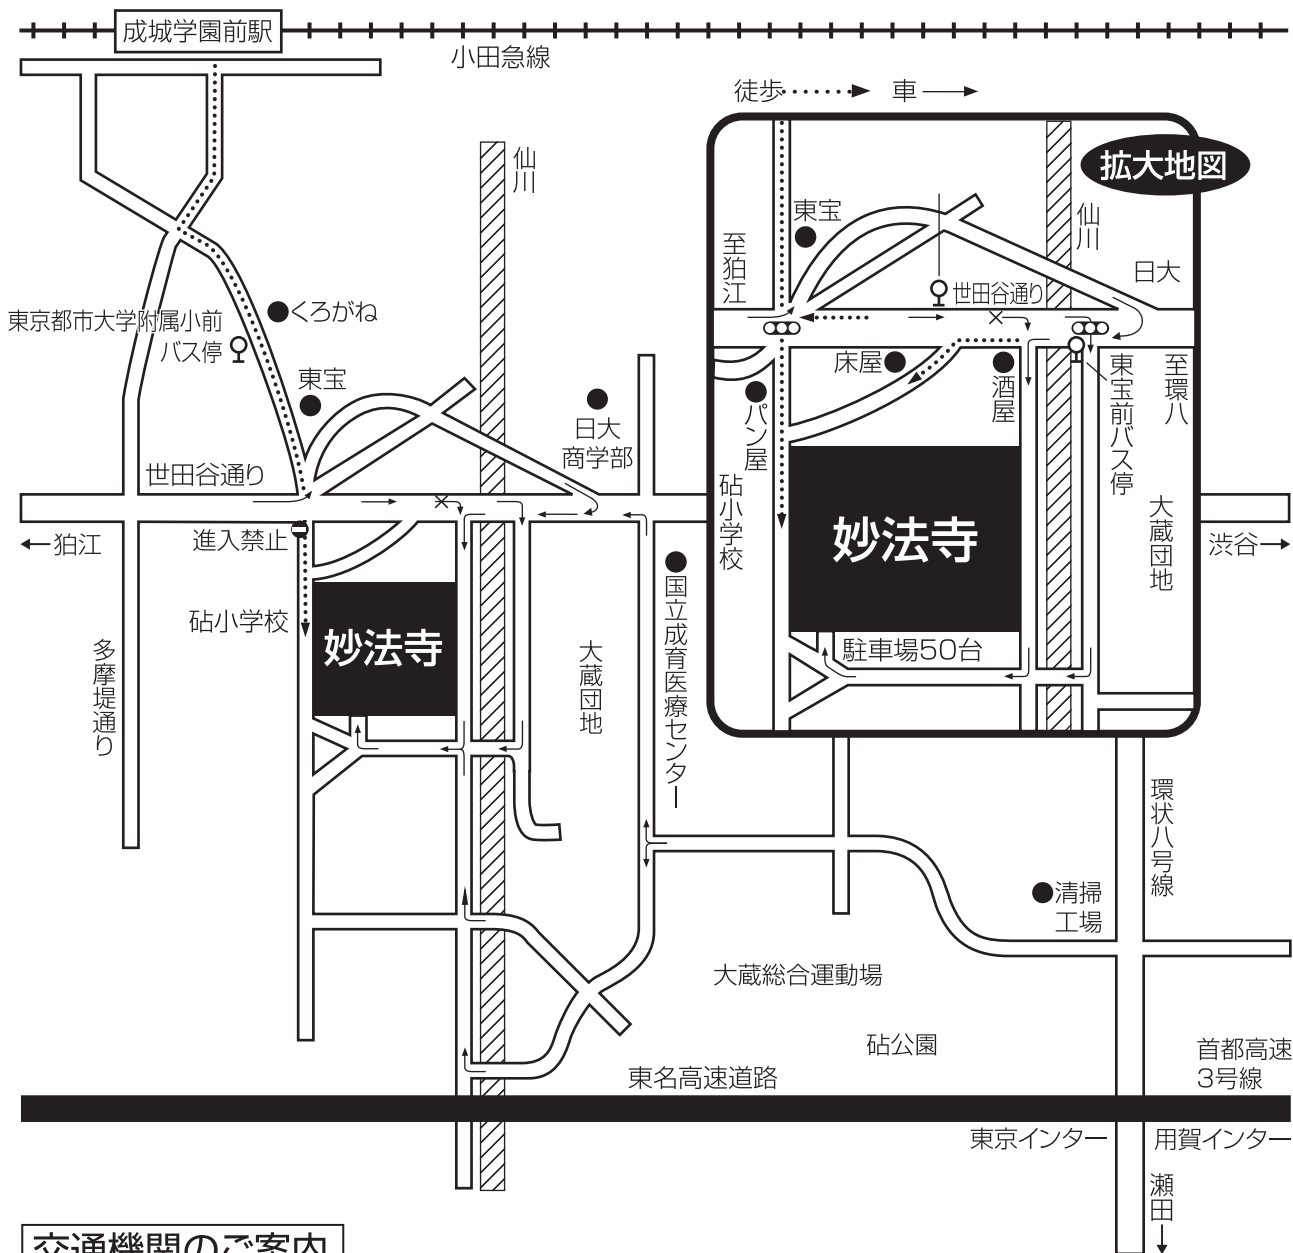 成城学園前駅
小田急線
徒歩
車
拡大地図
仙川
東宝
至狛江
仙川
日大
世田谷通り
くろがね
東京都市大学附属小前
バス停
東宝
床屋
酒屋
パン屋
東宝前バス停
至環八
日大
商学部
世田谷通り
砧小学校
妙法寺
大蔵団地
進入禁止
狛江
渋谷
国立成育医療センター
砧小学校
妙法寺
多摩堤通り
大蔵団地
駐車場50台
環状八号線
清掃
工場
大蔵総合運動場
砧公園
首都高速
3号線
東名高速道路
東京インター
用賀インター
瀬田
交通機関のご案内